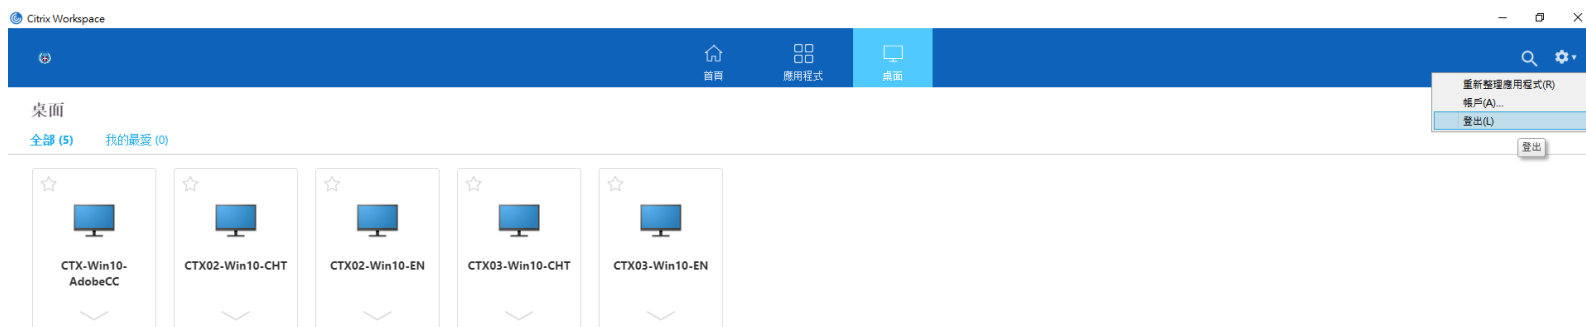 Citrix Workspace
首頁
應用程式
桌面
重新整理應用程式(R)
帳戶(A)...
登出(L)
登出
桌面
全部 (5)
我的最愛 (0)
CTX-Win10-
AdobeCC
CTX02-Win10-CHT
CTX02-Win10-EN
CTX03-Win10-CHT
CTX03-Win10-EN